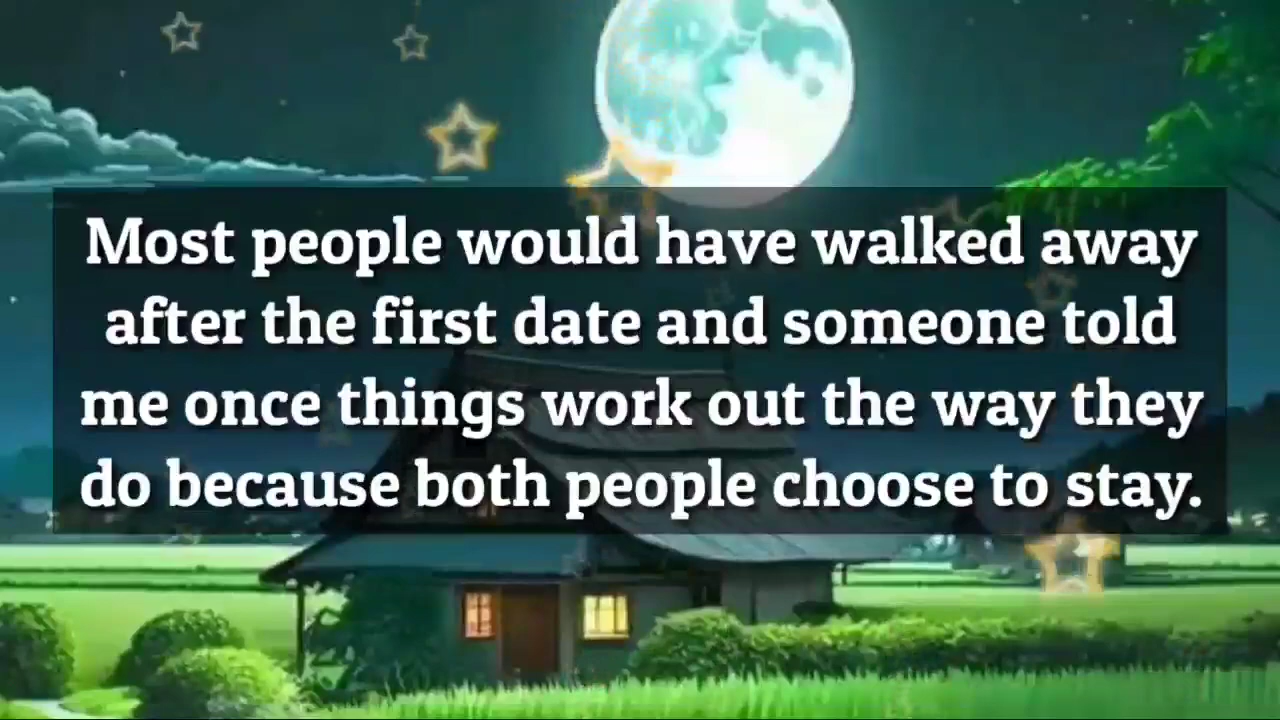 Most people would have walked away
after the first date and someone told
me once things work out the way they
do because both people choose to stay.